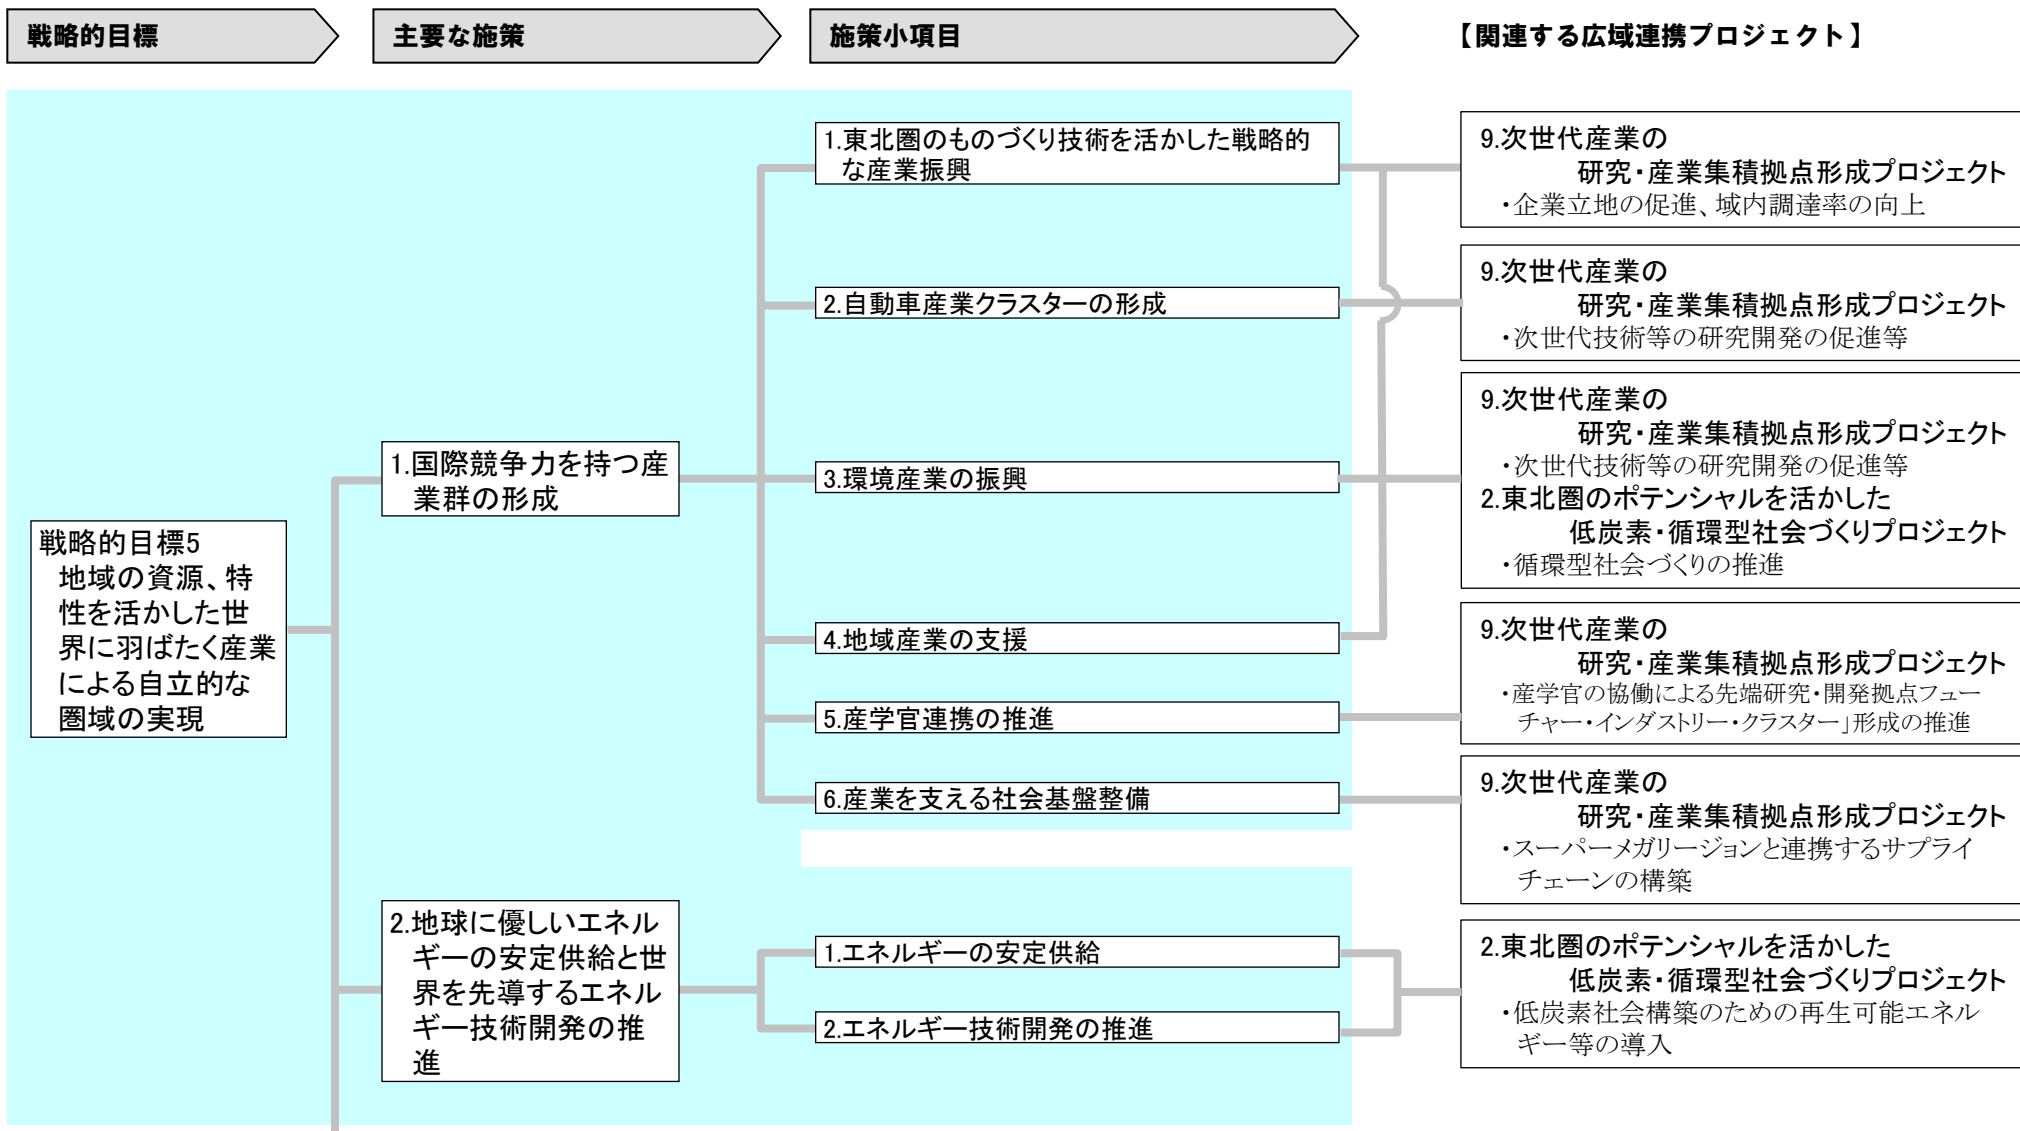 戦略的目標
主要な施策
施策小項目
【関連する広域連携プロジェクト】
戦略的目標5
地域の資源、特
性を活かした世
界に羽ばたく産業
による自立的な
圏域の実現
1.国際競争力を持つ産
業群の形成
1.東北圏のものづくり技術を活かした戦略的
な産業振興
2.自動車産業クラスターの形成
3.環境産業の振興
4.地域産業の支援
5.産学官連携の推進
6.産業を支える社会基盤整備
9.次世代産業の
研究・産業集積拠点形成プロジェクト
・企業立地の促進、域内調達率の向上
9.次世代産業の
研究・産業集積拠点形成プロジェクト
・次世代技術等の研究開発の促進等
9.次世代産業の
研究・産業集積拠点形成プロジェクト
・次世代技術等の研究開発の促進等
2.東北圏のポテンシャルを活かした
低炭素・循環型社会づくりプロジェクト
・循環型社会づくりの推進
9.次世代産業の
研究・産業集積拠点形成プロジェクト
・産学官の協働による先端研究・開発拠点フュー
チャー・インダストリー・クラスター」形成の推進
9.次世代産業の
研究・産業集積拠点形成プロジェクト
・スーパーメガリージョンと連携するサプライ
チェーンの構築
2.地球に優しいエネル
ギーの安定供給と世
界を先導するエネル
ギー技術開発の推
進
1.エネルギーの安定供給
2.エネルギー技術開発の推進
2.東北圏のポテンシャルを活かした
低炭素・循環型社会づくりプロジェクト
・低炭素社会構築のための再生可能エネル
ギー等の導入